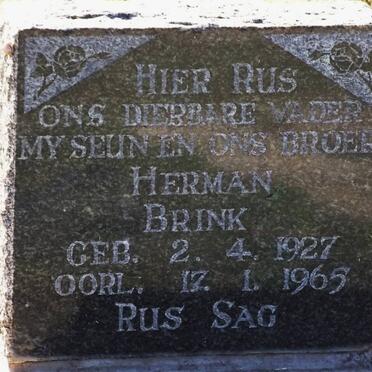 HIER RUS
ONS DIERBARE VADER
MY SEUN EN ONS BROER
HERMAN
BRINK
GEB. 2. 4. 1927
OORL. 17. 1. 1965
RUS SAG